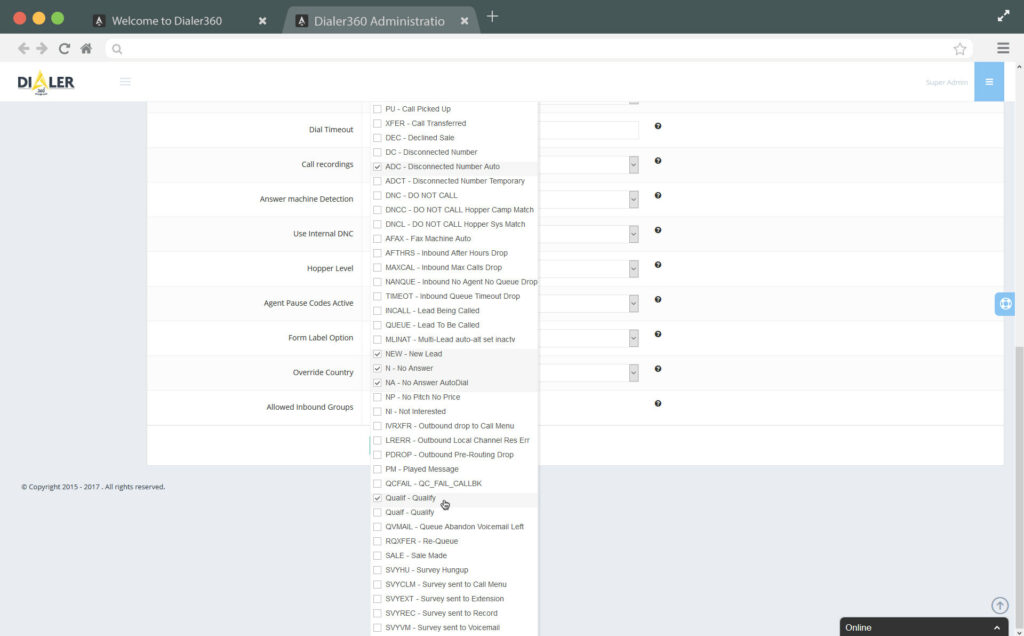 Welcome to Dialer360
Dialer360 Administratio
DIALER
360
Super Admin
Dial Timeout
Call recordings
Answer machine Detection
Use Internal DNC
Hopper Level
Agent Pause Codes Active
Form Label Option
Override Country
Allowed Inbound Groups
PU - Call Picked Up
XFER - Call Transferred
DEC - Declined Sale
DC - Disconnected Number
ADC - Disconnected Number Auto
ADCT - Disconnected Number Temporary
DNC - DO NOT CALL
DNCC - DO NOT CALL Hopper Camp Match
DNCL - DO NOT CALL Hopper Sys Match
AFAX - Fax Machine Auto
AFTHRS - Inbound After Hours Drop
MAXCAL - Inbound Max Calls Drop
NANQUE - Inbound No Agent No Queue Drop
TIMEOT - Inbound Queue Timeout Drop
INCALL - Lead Being Called
QUEUE - Lead To Be Called
MLINAT - Multi-Lead auto-alt set inactv
NEW - New Lead
N - No Answer
NA - No Answer AutoDial
NP - No Pitch No Price
NI - Not Interested
IVRXFR - Outbound drop to Call Menu
LRERR - Outbound Local Channel Res Err
PDROP - Outbound Pre-Routing Drop
PM - Played Message
QCFAIL - QC_FAIL_CALLBK
Qualif - Qualify
Quaif - Qualify
QVMAIL - Queue Abandon Voicemail Left
RQXFER - Re-Queue
SALE - Sale Made
SVYHU - Survey Hungup
SVYCLM - Survey sent to Call Menu
SVYEXT - Survey sent to Extension
SVYREC - Survey sent to Record
SVYVM - Survey sent to Voicemail
© Copyright 2015 - 2017 . All rights reserved.
Online